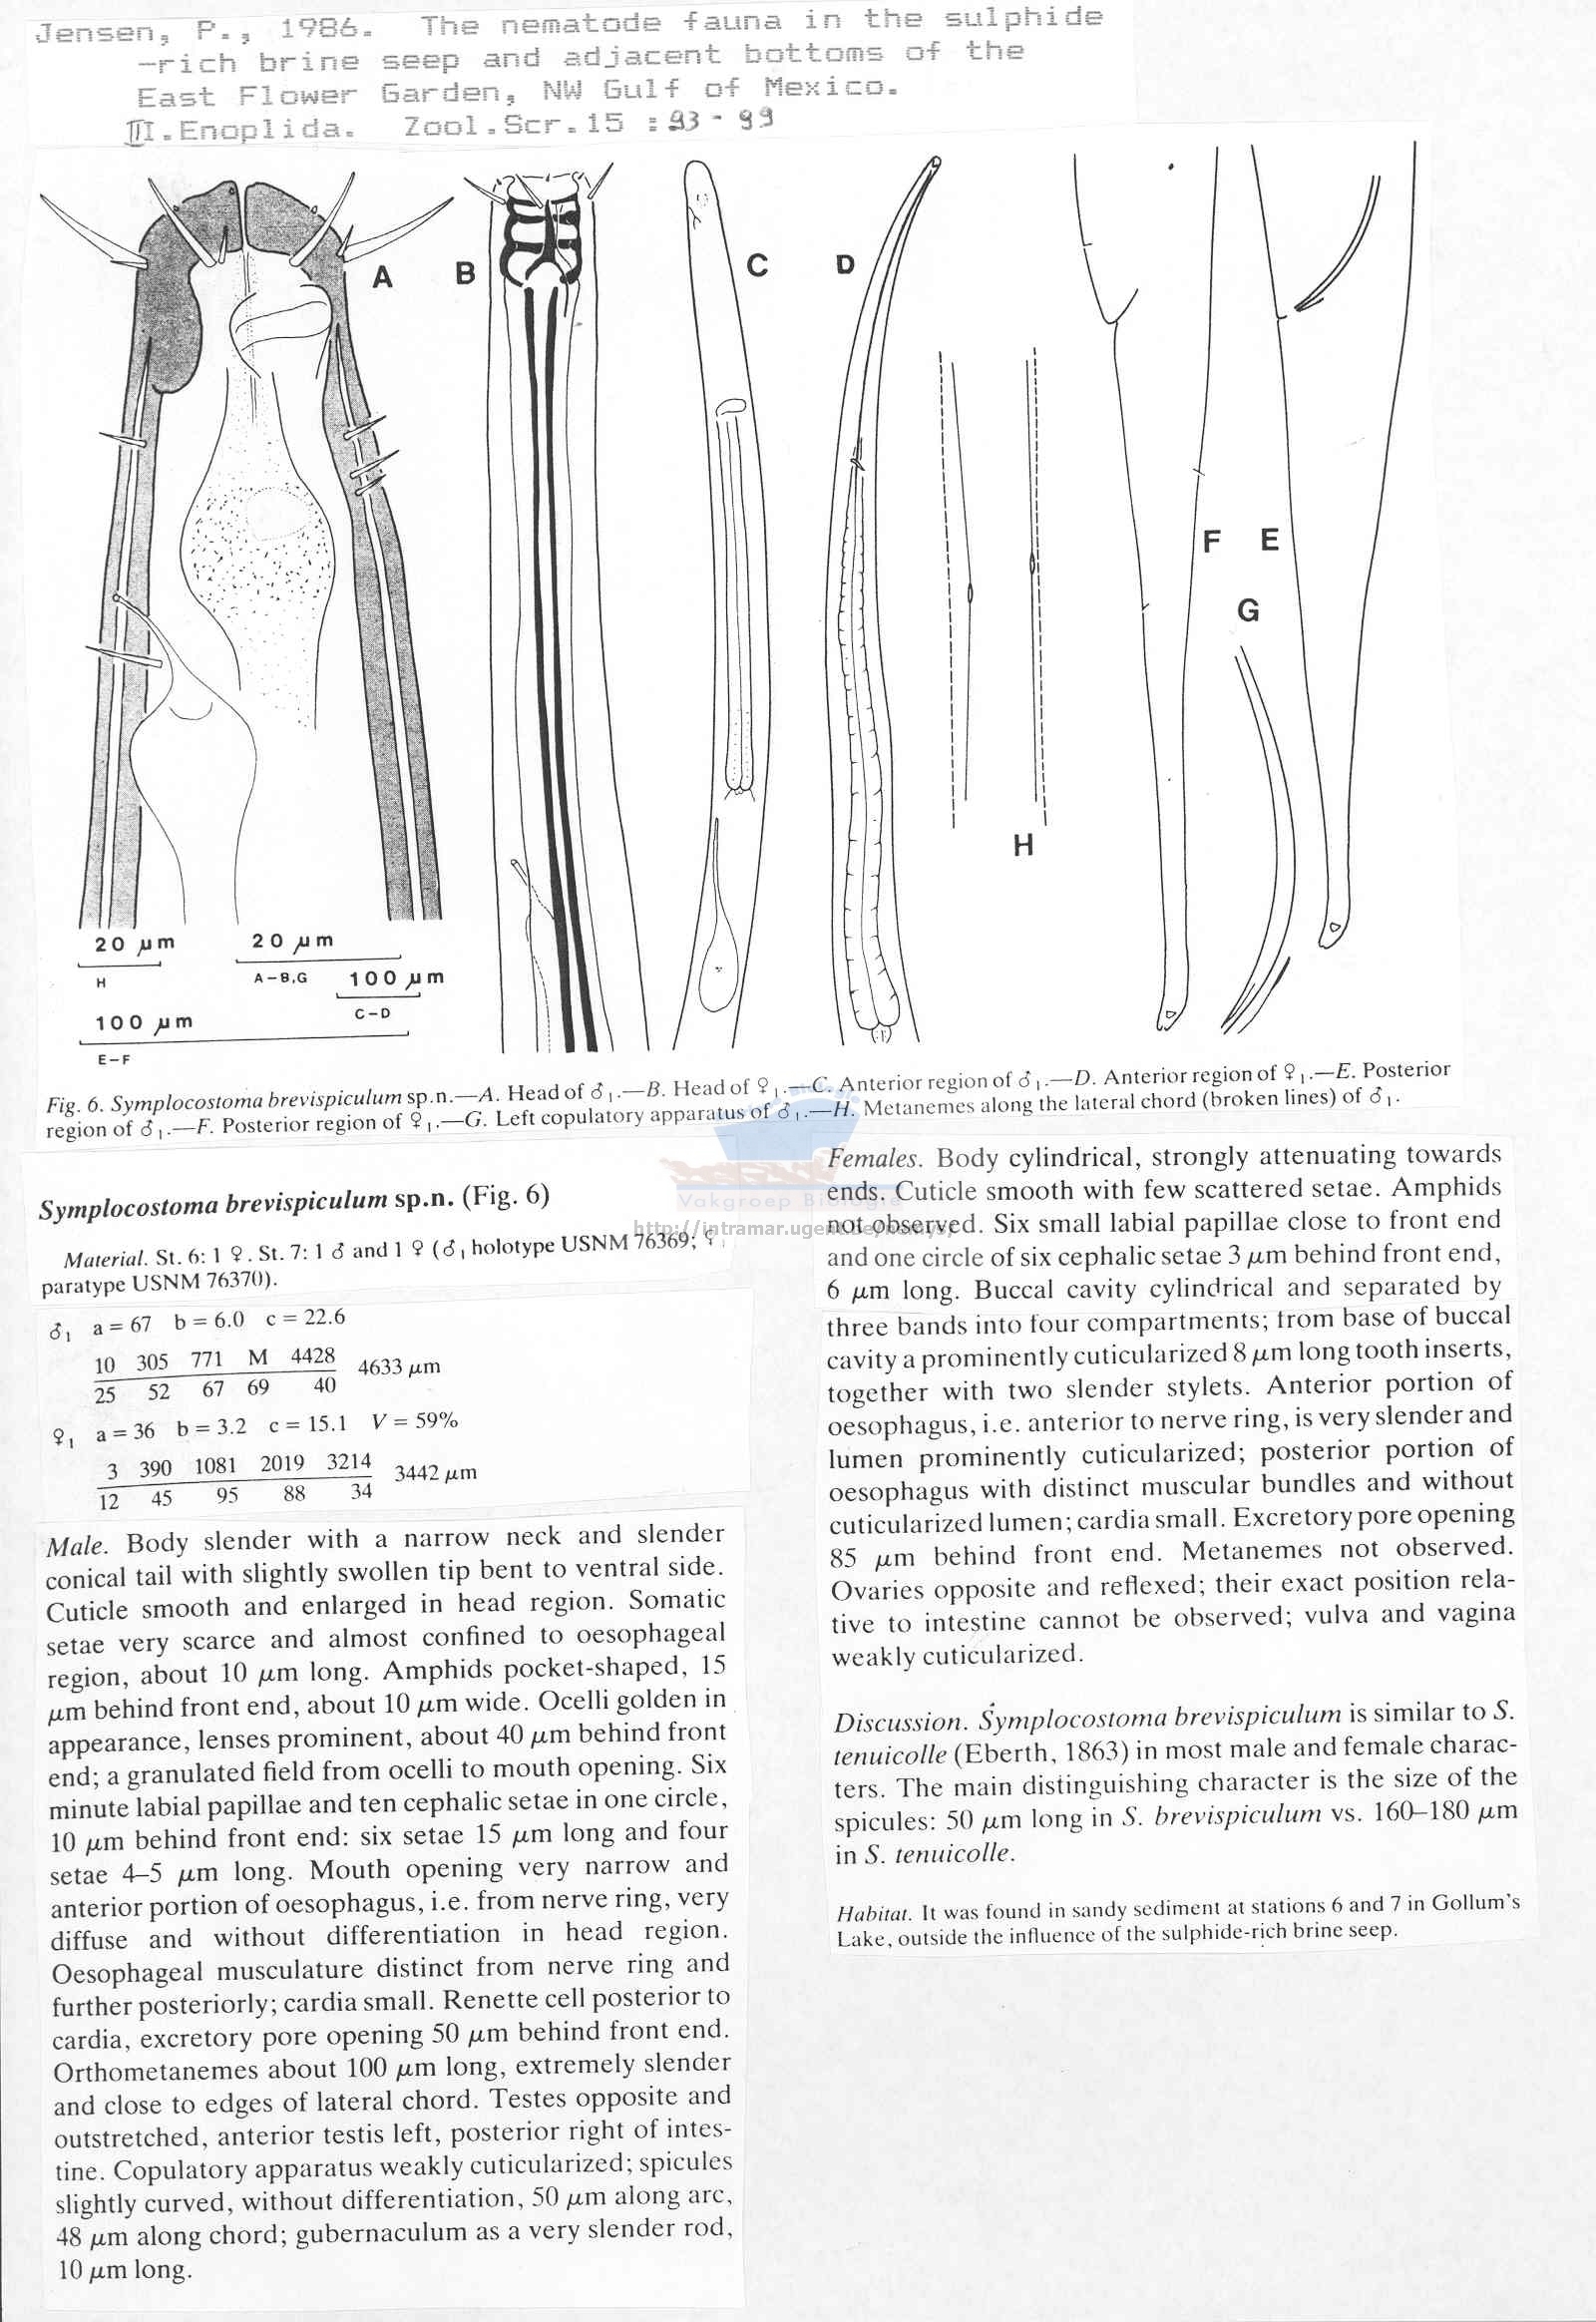 Jensen, P., 1986. The nematode fauna in the sulphide
-rich brine seep and adjacent bottoms of the
East Flower Garden, NW Gulf of Mexico.
III.Enoplida. Zool.Scr.15 :93-99
A
B
C
D
F
E
G
H
20 μm
H
20 μm
A-B,G
100 μm
C-D
100 μm
E-F
Fig. 6. Symplocostoma brevispiculum sp.n.—A. Head of ♂₁.—B. Head of ♀₁.—C. Anterior region of ♂₁.—D. Anterior region of ♀₁.—E. Posterior
region of ♂₁.—F. Posterior region of ♀₁.—G. Left copulatory apparatus of ♂₁.—H. Metanemes along the lateral chord (broken lines) of ♂₁.
Vakgroep Biologie
http://intramar.ugent.be/nemys/
Symplocostoma brevispiculum sp.n. (Fig. 6)
Material. St. 6: 1 ♀. St. 7: 1 ♂ and 1 ♀ (♂₁ holotype USNM 76369; ♀₁
paratype USNM 76370).
♂₁ a = 67 b = 6.0 c = 22.6
10 305 771 M 4428
25 52 67 69 40
4633 μm
♀₁ a = 36 b = 3.2 c = 15.1 V = 59%
3 390 1081 2019 3214
12 45 95 88 34
3442 μm
Male. Body slender with a narrow neck and slender
conical tail with slightly swollen tip bent to ventral side.
Cuticle smooth and enlarged in head region. Somatic
setae very scarce and almost confined to oesophageal
region, about 10 μm long. Amphids pocket-shaped, 15
μm behind front end, about 10 μm wide. Ocelli golden in
appearance, lenses prominent, about 40 μm behind front
end; a granulated field from ocelli to mouth opening. Six
minute labial papillae and ten cephalic setae in one circle,
10 μm behind front end: six setae 15 μm long and four
setae 4–5 μm long. Mouth opening very narrow and
anterior portion of oesophagus, i.e. from nerve ring, very
diffuse and without differentiation in head region.
Oesophageal musculature distinct from nerve ring and
further posteriorly; cardia small. Renette cell posterior to
cardia, excretory pore opening 50 μm behind front end.
Orthometanemes about 100 μm long, extremely slender
and close to edges of lateral chord. Testes opposite and
outstretched, anterior testis left, posterior right of intes-
tine. Copulatory apparatus weakly cuticularized; spicules
slightly curved, without differentiation, 50 μm along arc,
48 μm along chord; gubernaculum as a very slender rod,
10 μm long.
Females. Body cylindrical, strongly attenuating towards
ends. Cuticle smooth with few scattered setae. Amphids
not observed. Six small labial papillae close to front end
and one circle of six cephalic setae 3 μm behind front end,
6 μm long. Buccal cavity cylindrical and separated by
three bands into four compartments; from base of buccal
cavity a prominently cuticularized 8 μm long tooth inserts,
together with two slender stylets. Anterior portion of
oesophagus, i.e. anterior to nerve ring, is very slender and
lumen prominently cuticularized; posterior portion of
oesophagus with distinct muscular bundles and without
cuticularized lumen; cardia small. Excretory pore opening
85 μm behind front end. Metanemes not observed.
Ovaries opposite and reflexed; their exact position rela-
tive to intestine cannot be observed; vulva and vagina
weakly cuticularized.
Discussion. Symplocostoma brevispiculum is similar to S.
tenuicolle (Eberth, 1863) in most male and female charac-
ters. The main distinguishing character is the size of the
spicules: 50 μm long in S. brevispiculum vs. 160–180 μm
in S. tenuicolle.
Habitat. It was found in sandy sediment at stations 6 and 7 in Gollum's
Lake, outside the influence of the sulphide-rich brine seep.